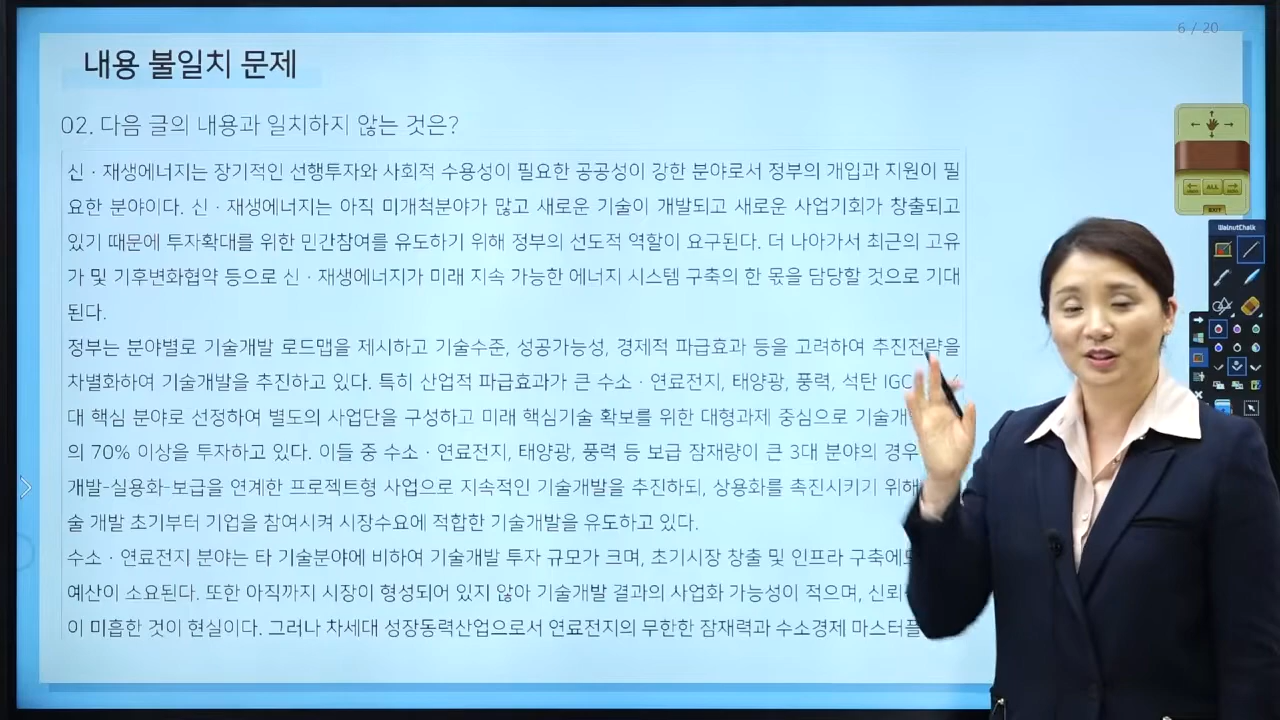 6 / 20
내용 불일치 문제
02. 다음 글의 내용과 일치하지 않는 것은?
신 · 재생에너지는 장기적인 선행투자와 사회적 수용성이 필요한 공공성이 강한 분야로서 정부의 개입과 지원이 필
요한 분야이다. 신 · 재생에너지는 아직 미개척분야가 많고 새로운 기술이 개발되고 새로운 사업기회가 창출되고
있기 때문에 투자확대를 위한 민간참여를 유도하기 위해 정부의 선도적 역할이 요구된다. 더 나아가서 최근의 고유
가 및 기후변화협약 등으로 신 · 재생에너지가 미래 지속 가능한 에너지 시스템 구축의 한 몫을 담당할 것으로 기대
된다.
정부는 분야별로 기술개발 로드맵을 제시하고 기술수준, 성공가능성, 경제적 파급효과 등을 고려하여 추진전략을
차별화하여 기술개발을 추진하고 있다. 특히 산업적 파급효과가 큰 수소 · 연료전지, 태양광, 풍력, 석탄
대 핵심 분야로 선정하여 별도의 사업단을 구성하고 미래 핵심기술 확보를 위한 대형과제 중심으로
의 70% 이상을 투자하고 있다. 이들 중 수소 · 연료전지, 태양광, 풍력 등 보급 잠재량이 큰 3대 분야의 경우
개발-실용화-보급을 연계한 프로젝트형 사업으로 지속적인 기술개발을 추진하되, 상용화를 촉진시키기 위해
술 개발 초기부터 기업을 참여시켜 시장수요에 적합한 기술개발을 유도하고 있다.
수소 · 연료전지 분야는 타 기술분야에 비하여 기술개발 투자 규모가 크며, 초기시장 창출 및 인프라
예산이 소요된다. 또한 아직까지 시장이 형성되어 있지 않아 기술개발 결과의 사업화 가능성이 적으며,
이 미흡한 것이 현실이다. 그러나 차세대 성장동력산업으로서 연료전지의 무한한 잠재력과 수소경제
ALL
EXIT
WalnutChalk